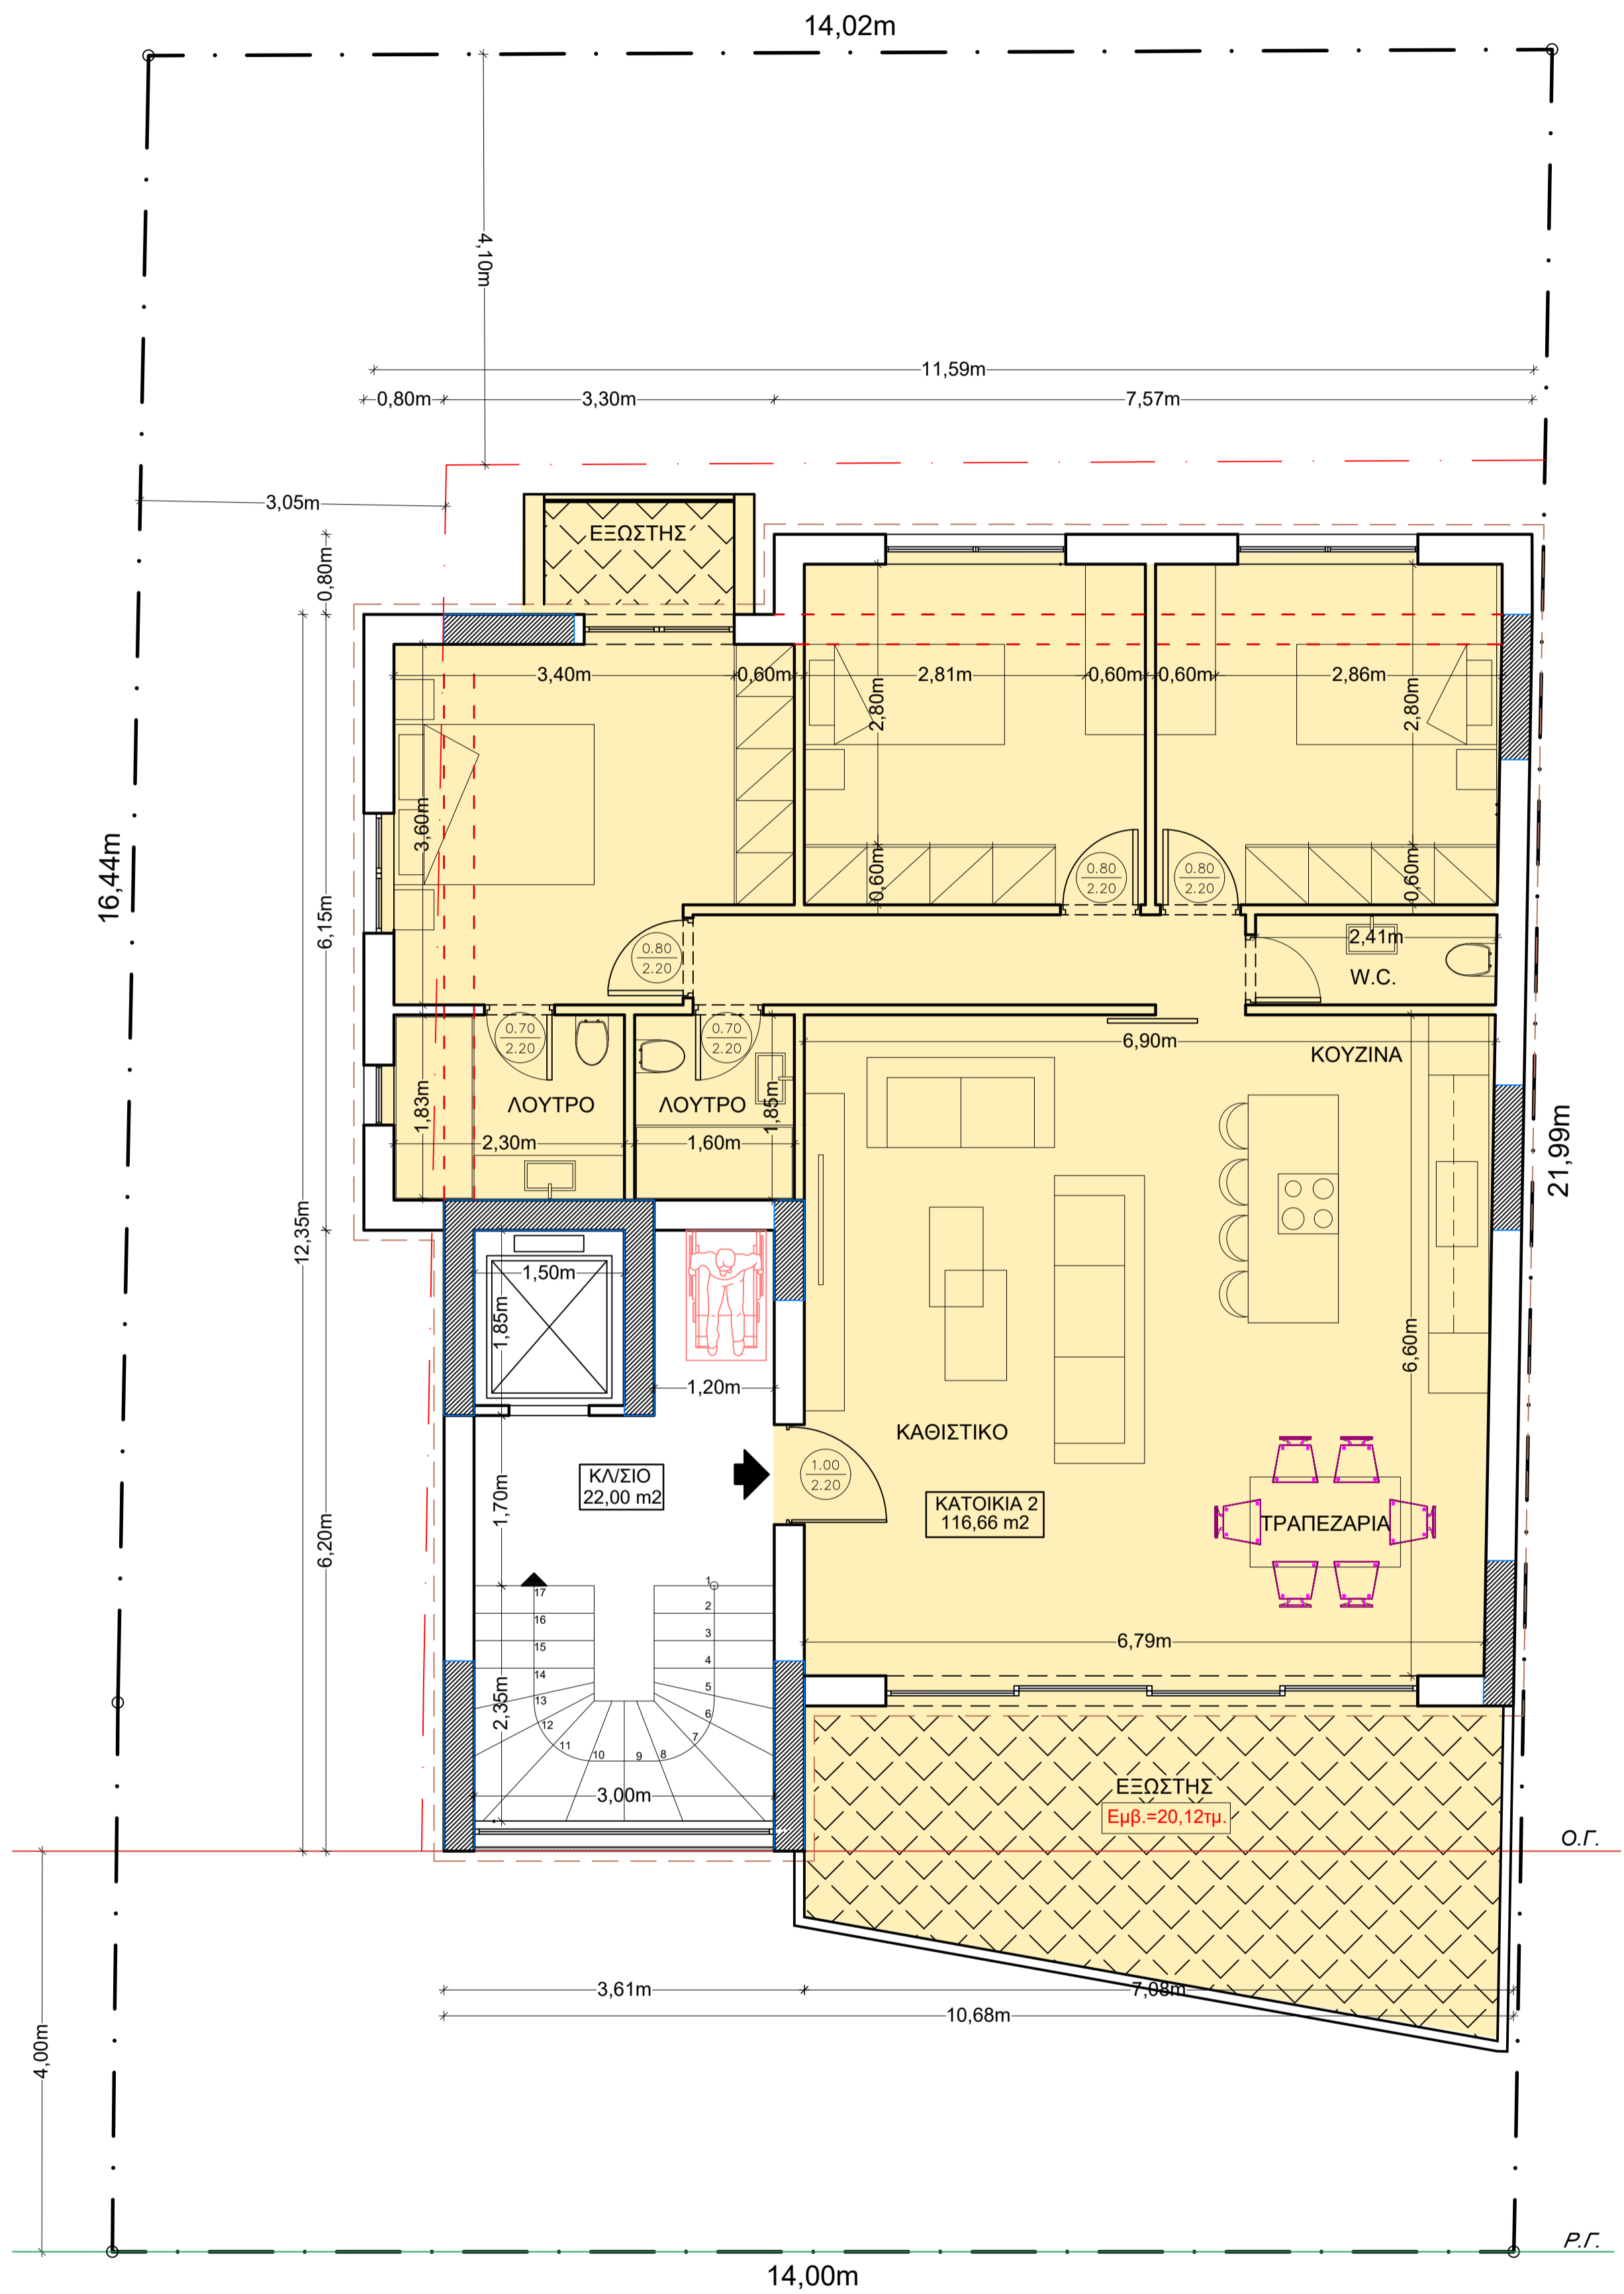 14,02m
4,10m
11,59m
0,80m
3,30m
7,57m
3,05m
0,80m
ΕΞΩΣΤΗΣ
3,40m
0,60m
2,81m
0,60m
0,60m
2,86m
2,80m
2,80m
3,60m
16,44m
0,60m
0,60m
0.80
2.20
0.80
2.20
6,15m
0.80
2.20
2,41m
W.C.
0.70
2.20
0.70
2.20
6,90m
ΚΟΥΖΙΝΑ
1,83m
ΛΟΥΤΡΟ
ΛΟΥΤΡΟ
1,85m
2,30m
1,60m
21,99m
12,35m
1,50m
1,85m
6,60m
1,20m
ΚΑΘΙΣΤΙΚΟ
ΚΛ/ΣΙΟ
22,00 m2
1.00
2.20
1,70m
ΚΑΤΟΙΚΙΑ 2
116,66 m2
ΤΡΑΠΕΖΑΡΙΑ
6,20m
1
2
3
4
5
6
7
8
9
10
11
12
13
14
15
16
17
6,79m
2,35m
3,00m
ΕΞΩΣΤΗΣ
Εμβ.=20,12τμ.
Ο.Γ.
3,61m
7,08m
10,68m
4,00m
Ρ.Γ.
14,00m